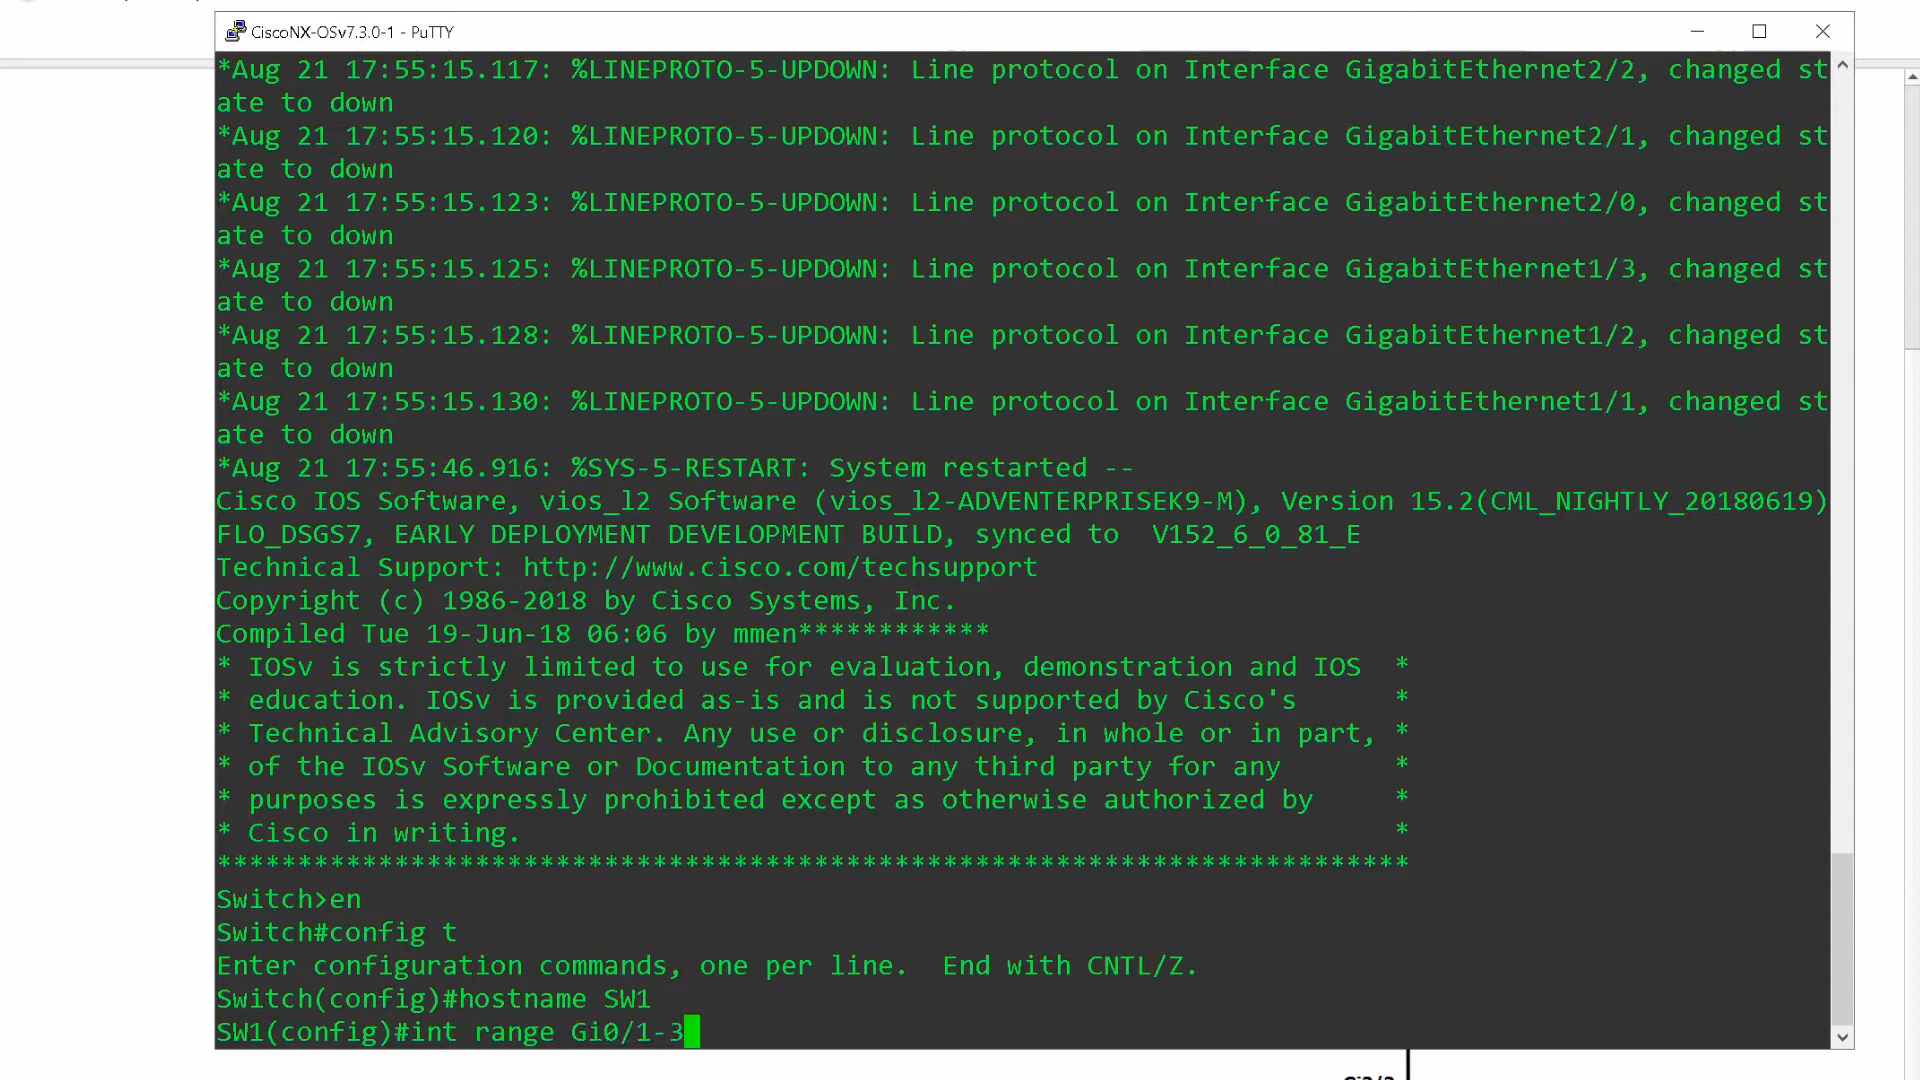 CiscoNX-OSv7.3.0-1 - PuTTY
*Aug 21 17:55:15.117: %LINEPROTO-5-UPDOWN: Line protocol on Interface GigabitEthernet2/2, changed st
ate to down
*Aug 21 17:55:15.120: %LINEPROTO-5-UPDOWN: Line protocol on Interface GigabitEthernet2/1, changed st
ate to down
*Aug 21 17:55:15.123: %LINEPROTO-5-UPDOWN: Line protocol on Interface GigabitEthernet2/0, changed st
ate to down
*Aug 21 17:55:15.125: %LINEPROTO-5-UPDOWN: Line protocol on Interface GigabitEthernet1/3, changed st
ate to down
*Aug 21 17:55:15.128: %LINEPROTO-5-UPDOWN: Line protocol on Interface GigabitEthernet1/2, changed st
ate to down
*Aug 21 17:55:15.130: %LINEPROTO-5-UPDOWN: Line protocol on Interface GigabitEthernet1/1, changed st
ate to down
*Aug 21 17:55:46.916: %SYS-5-RESTART: System restarted --
Cisco IOS Software, vios_l2 Software (vios_l2-ADVENTERPRISEK9-M), Version 15.2(CML_NIGHTLY_20180619)
FLO_DSGS7, EARLY DEPLOYMENT DEVELOPMENT BUILD, synced to  V152_6_0_81_E
Technical Support: http://www.cisco.com/techsupport
Copyright (c) 1986-2018 by Cisco Systems, Inc.
Compiled Tue 19-Jun-18 06:06 by mmen************
* IOSv is strictly limited to use for evaluation, demonstration and IOS  *
* education. IOSv is provided as-is and is not supported by Cisco's      *
* Technical Advisory Center. Any use or disclosure, in whole or in part, *
* of the IOSv Software or Documentation to any third party for any       *
* purposes is expressly prohibited except as otherwise authorized by     *
* Cisco in writing.                                                      *
**************************************************************************
Switch>en
Switch#config t
Enter configuration commands, one per line.  End with CNTL/Z.
Switch(config)#hostname SW1
SW1(config)#int range Gi0/1-3